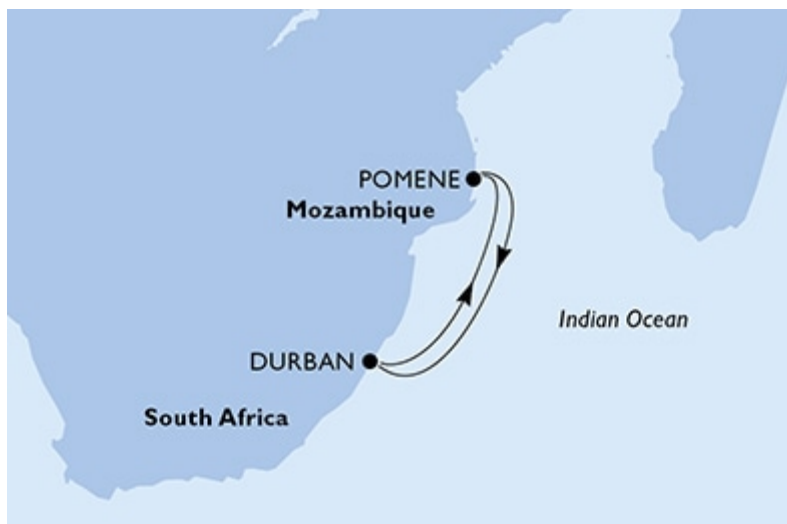 POMENE
Mozambique
Indian Ocean
DURBAN
South Africa